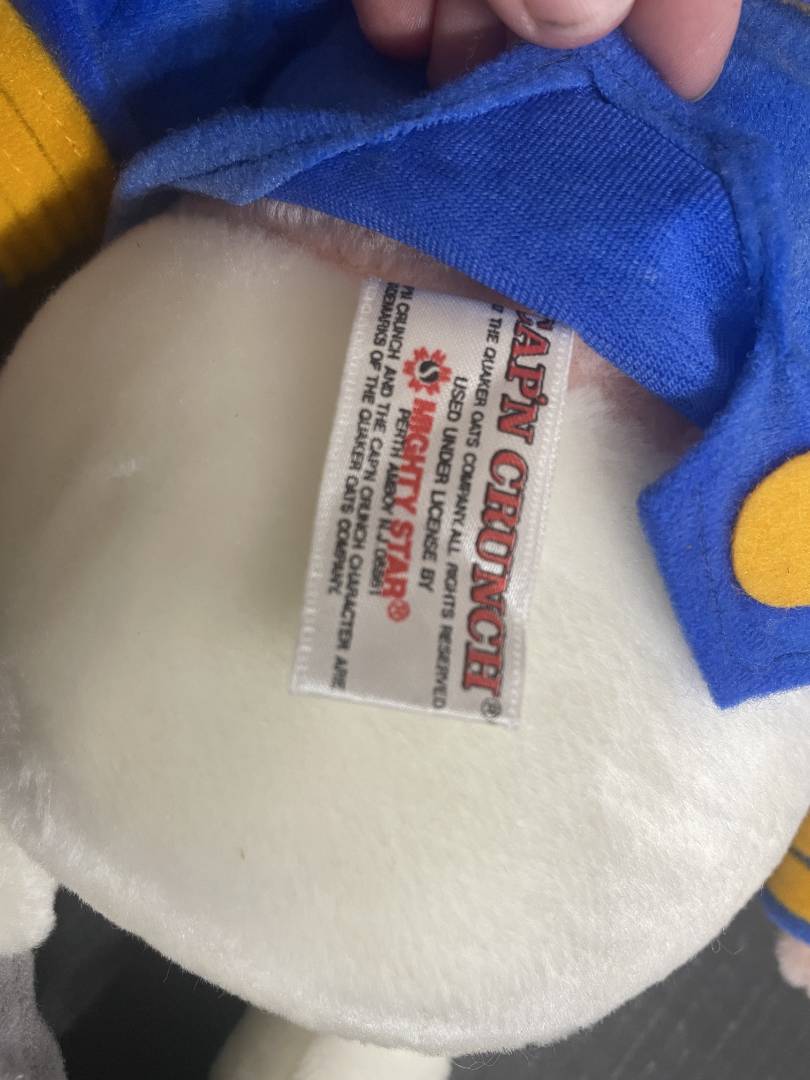 CAP'N CRUNCH®
THE QUAKER OATS COMPANY. ALL RIGHTS RESERVED
USED UNDER LICENSE BY
MIGHTY STAR®
PERTH AMBOY N.J 08861
CRUNCH AND THE CAP'N CRUNCH CHARACTER ARE
OF THE QUAKER OATS COMPANY.